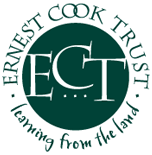 ERNEST COOK TRUST
ECT
• learning from the land •